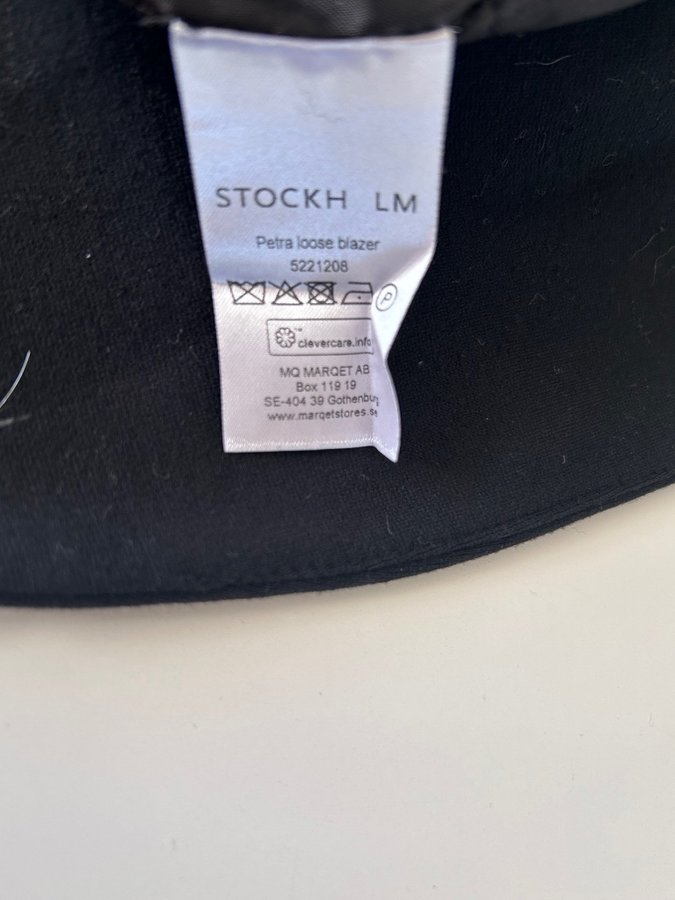 STOCKH LM
Petra loose blazer
5221208
P
™
clevercare.info
MQ MARQET AB
Box 119 19
SE-404 39 Gothenburg
www.marqetstores.se